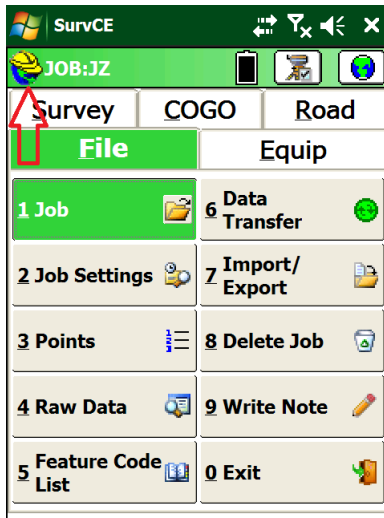 SurvCE
JOB:JZ
Survey COGO Road
File Equip
1 Job
6 Data
Transfer
2 Job Settings
7 Import/
Export
3 Points
8 Delete Job
4 Raw Data
9 Write Note
5 Feature Code
List
0 Exit